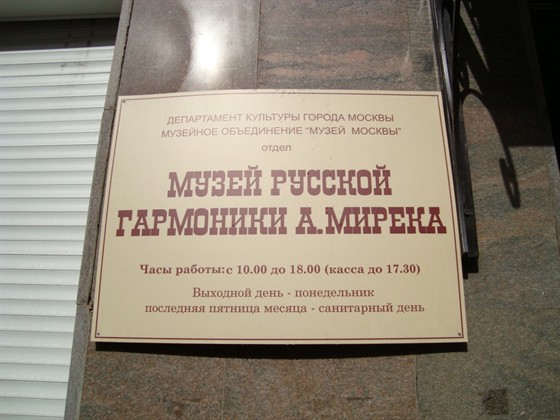 ДЕПАРТАМЕНТ КУЛЬТУРЫ ГОРОДА МОСКВЫ
МУЗЕЙНОЕ ОБЪЕДИНЕНИЕ "МУЗЕЙ МОСКВЫ"
отдел
МУЗЕЙ РУССКОЙ
ГАРМОНИКИ А.МИРЕКА
Часы работы: с 10.00 до 18.00 (касса до 17.30)
Выходной день - понедельник
последняя пятница месяца - санитарный день